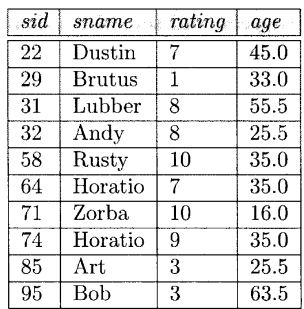 sid sname rating age
22 Dustin 7 45.0
29 Brutus 1 33.0
31 Lubber 8 55.5
32 Andy 8 25.5
58 Rusty 10 35.0
64 Horatio 7 35.0
71 Zorba 10 16.0
74 Horatio 9 35.0
85 Art 3 25.5
95 Bob 3 63.5